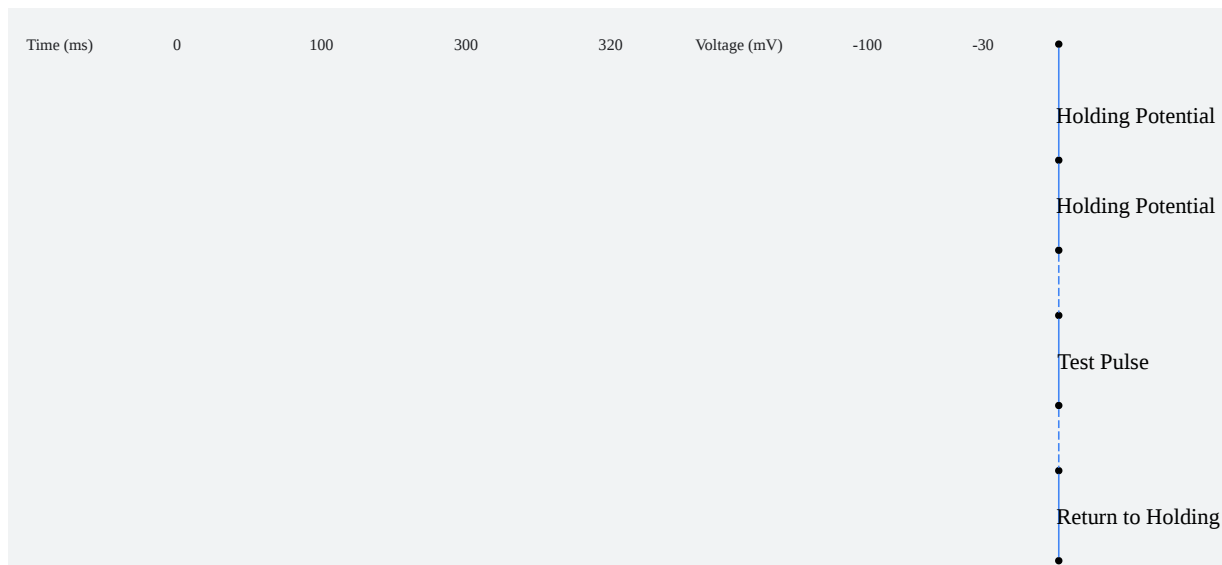 Time (ms) 0 100 300 320 Voltage (mV) -100 -30
Holding Potential
Holding Potential
Test Pulse
Return to Holding